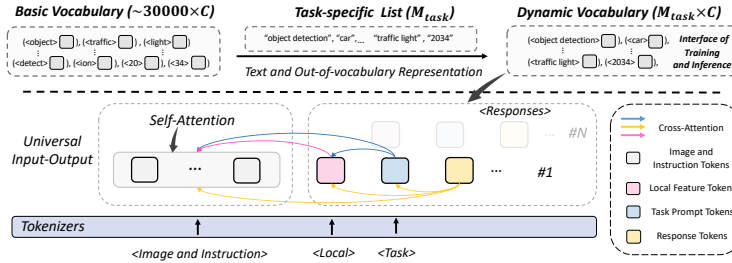 Basic Vocabulary (~30000×C)
Task-specific List (M_task)
Dynamic Vocabulary (M_task×C)
(<object>), (<traffic>), (<light>)
(<detect>), (<ion>), (<20>), (<34>)
"object detection", "car",... "traffic light" , "2034"
Text and Out-of-vocabulary Representation
(<object detection>), (<car>),
(<traffic light>), (<2034>),
Interface of
Training
and Inference
Self-Attention
<Responses>
Universal
Input-Output
...
...
... #N
#1
Cross-Attention
Image and
Instruction Tokens
Local Feature Tokens
Task Prompt Tokens
Response Tokens
Tokenizers
<Image and Instruction>
<Local>
<Task>